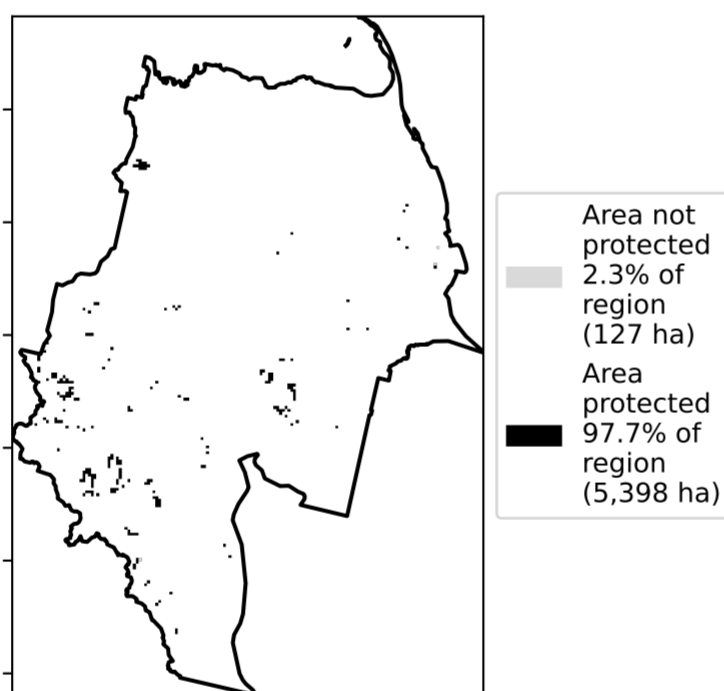 Area not
protected
2.3% of
region
(127 ha)
Area
protected
97.7% of
region
(5,398 ha)